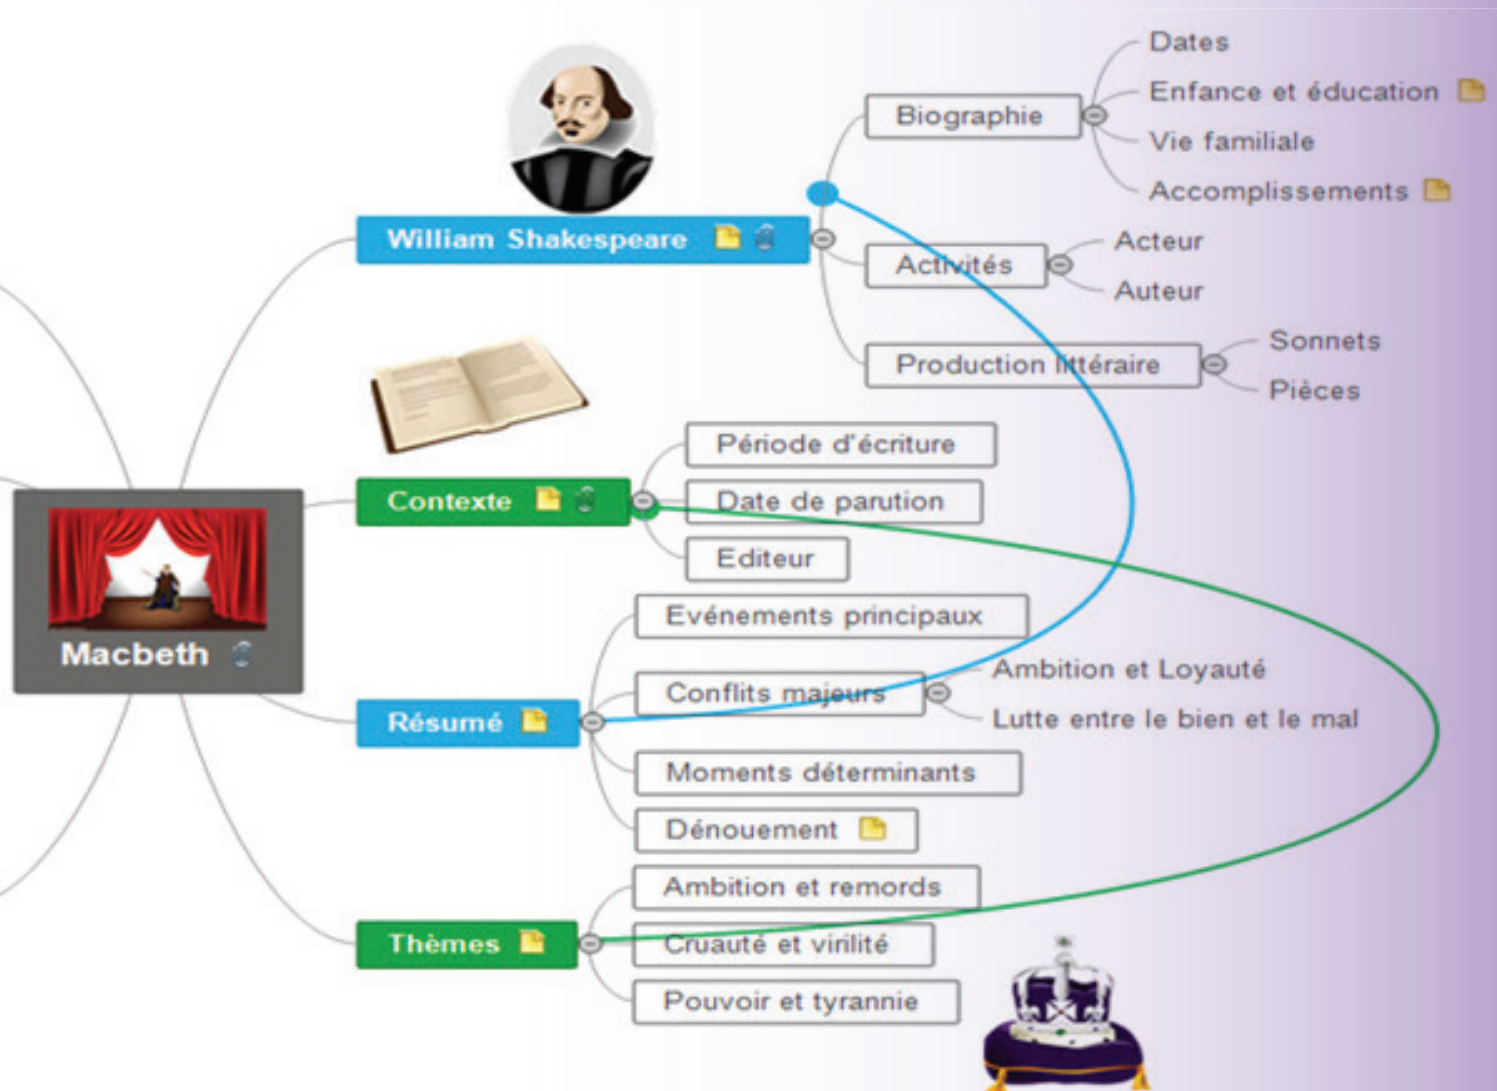 Macbeth
William Shakespeare
Biographie
Dates
Enfance et éducation
Vie familiale
Accomplissements
Activités
Acteur
Auteur
Production littéraire
Sonnets
Pièces
Contexte
Période d'écriture
Date de parution
Editeur
Résumé
Evénements principaux
Conflits majeurs
Ambition et Loyauté
Lutte entre le bien et le mal
Moments déterminants
Dénouement
Thèmes
Ambition et remords
Cruauté et virilité
Pouvoir et tyrannie